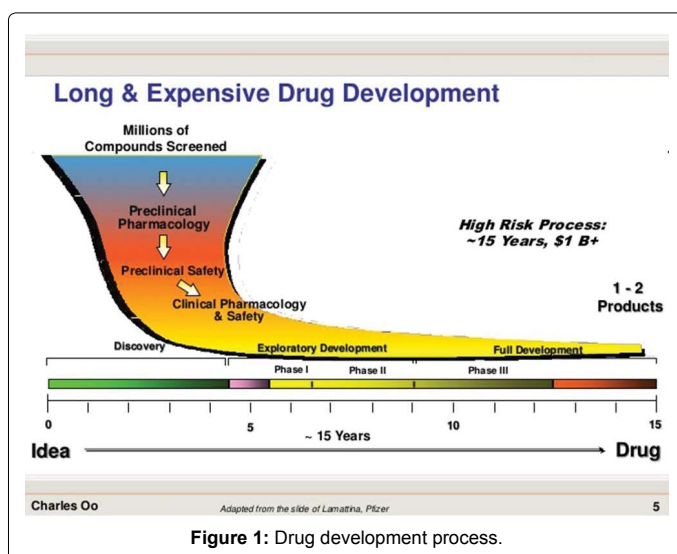 Long & Expensive Drug Development
Millions of
Compounds Screened
Preclinical
Pharmacology
Preclinical Safety
Clinical Pharmacology
& Safety
High Risk Process:
~15 Years, $1 B+
1 - 2
Products
Discovery
Exploratory Development
Full Development
Phase I
Phase II
Phase III
0
5
10
15
~ 15 Years
Idea
Drug
Charles Oo
Adapted from the slide of Lamattina, Pfizer
5
Figure 1: Drug development process.